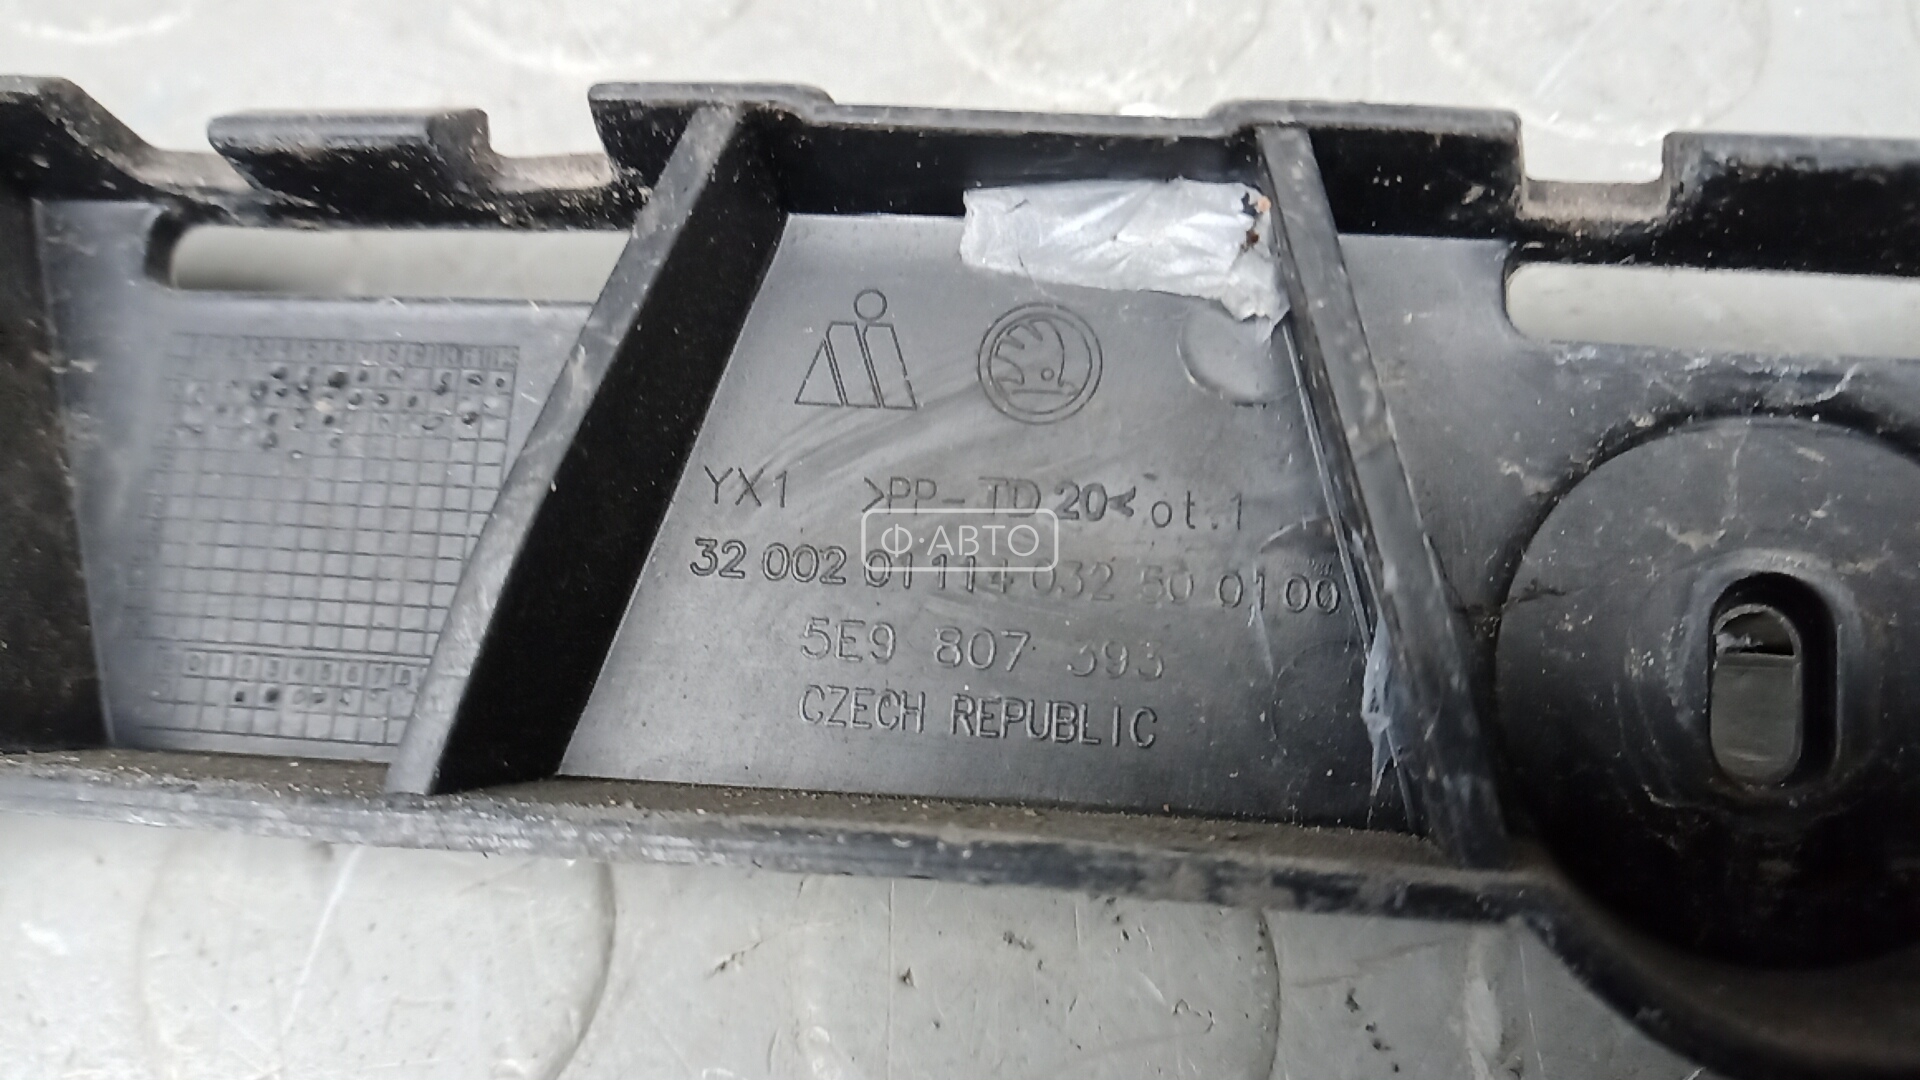 YX1 >PP-TD 20< ot.1
Ф·АВТО
32 002 01114 032 50 0100
5E9 807 393
CZECH REPUBLIC